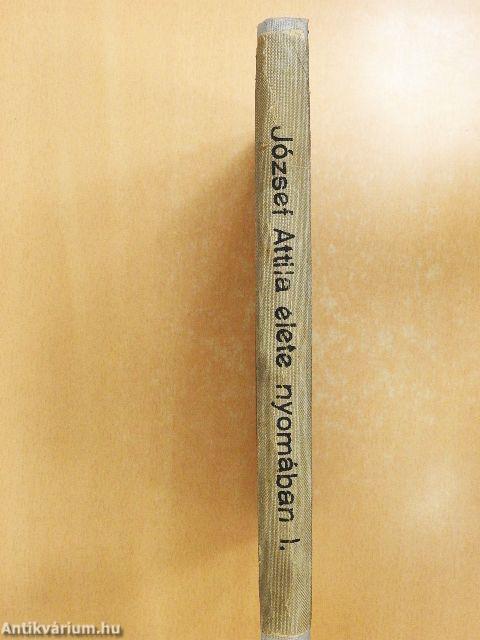 József Attila élete nyomában I.
Antikvárium.hu